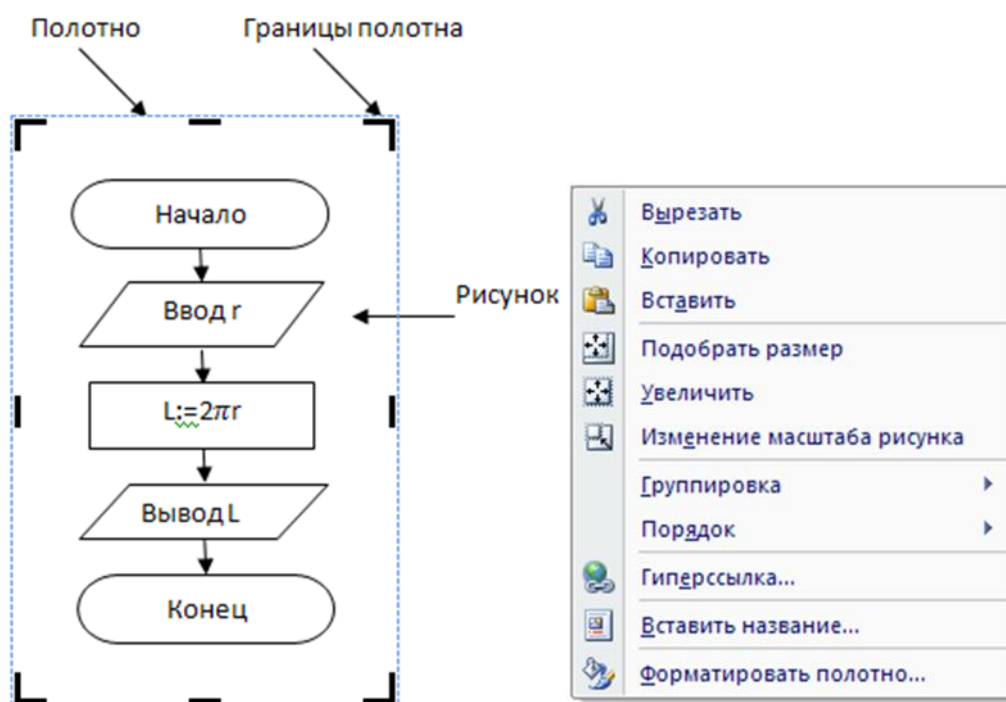 Полотно
Границы полотна
Начало
Ввод r
L:=2πr
Вывод L
Конец
Рисунок
Вырезать
Копировать
Вставить
Подобрать размер
Увеличить
Изменение масштаба рисунка
Группировка
Порядок
Гиперссылка...
Вставить название...
Форматировать полотно...